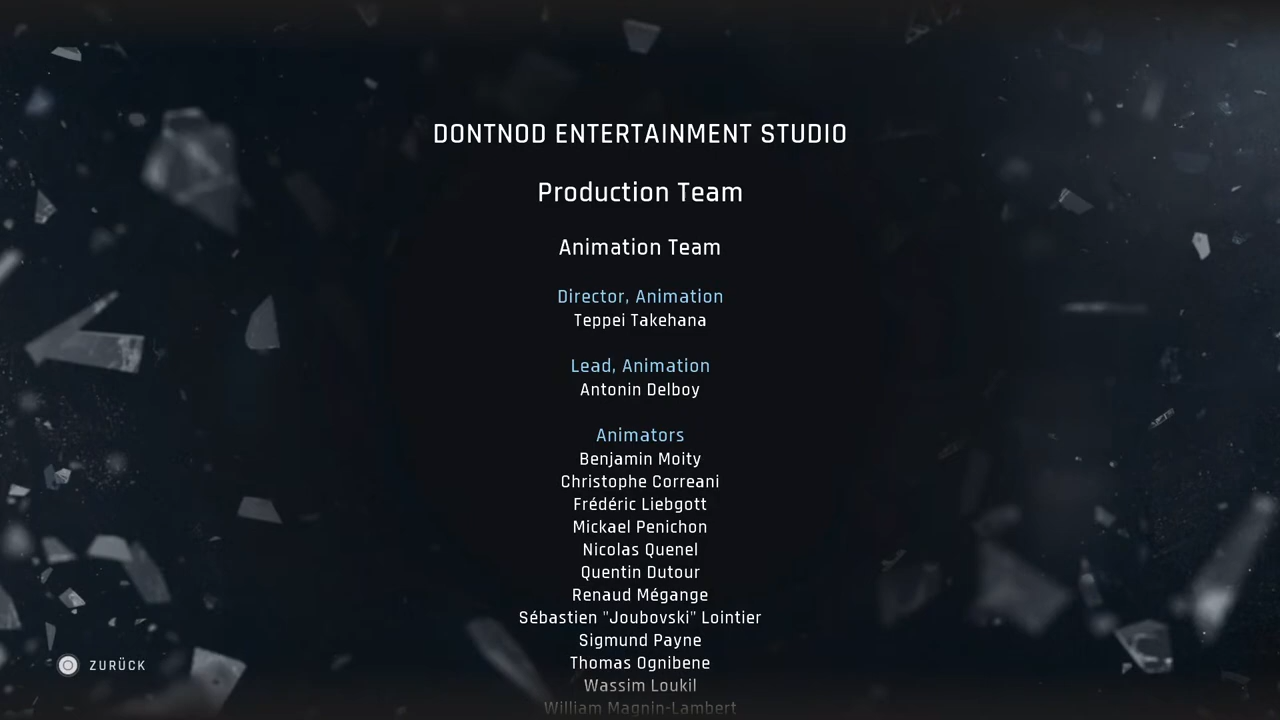 DONTNOD ENTERTAINMENT STUDIO
Production Team
Animation Team
Director, Animation
Teppei Takehana
Lead, Animation
Antonin Delboy
Animators
Benjamin Moity
Christophe Correani
Frédéric Liebgott
Mickael Penichon
Nicolas Quenel
Quentin Dutour
Renaud Mégange
Sébastien "Joubovski" Lointier
Sigmund Payne
Thomas Ognibene
Wassim Loukil
William Magnin-Lambert
ZURÜCK